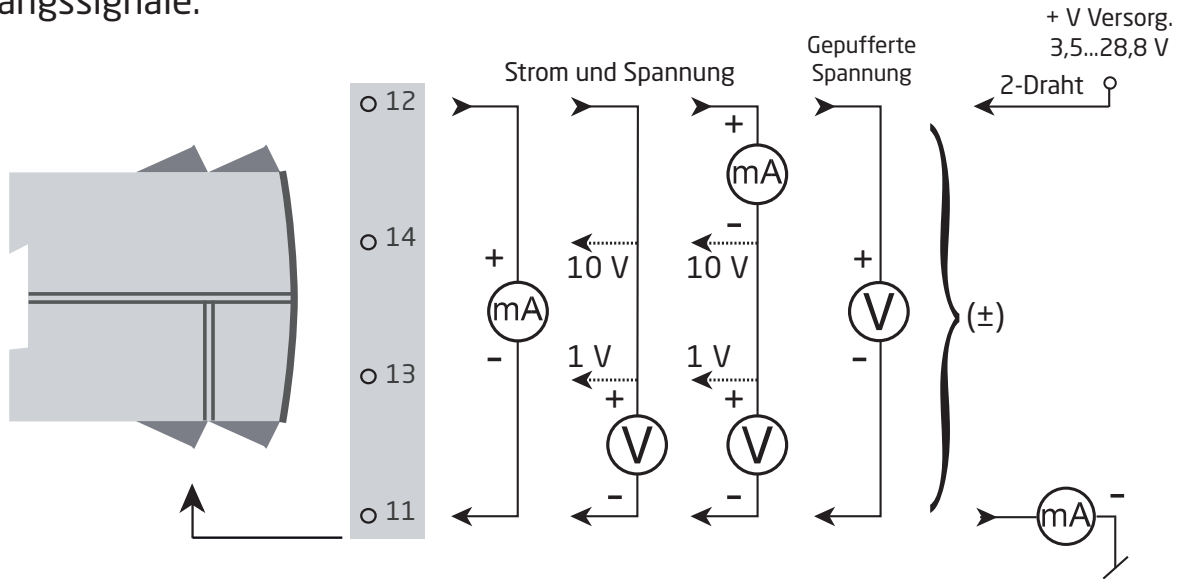 angssignale.
+ V Versorg.
3,5...28,8 V
Gepufferte
Spannung
Strom und Spannung
2-Draht
12
+
mA
-
14
10 V
10 V
+
mA
-
+
V
-
(±)
1 V
1 V
13
+
V
-
+
V
-
11
mA
-